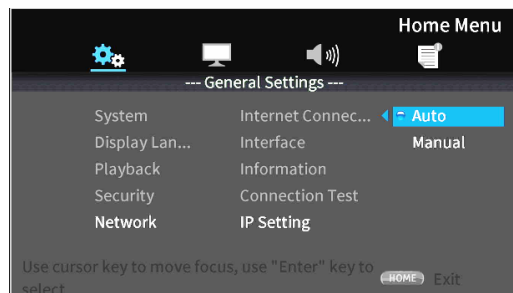 Home Menu
--- General Settings ---
System Internet Connec... Auto
Display Lan... Interface Manual
Playback Information
Security Connection Test
Network IP Setting
Use cursor key to move focus, use "Enter" key to
select
HOME Exit